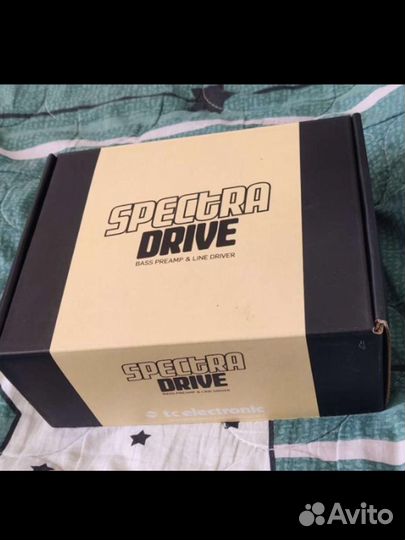 SPECTRA
DRIVE
BASS PREAMP & LINE DRIVER
SPECTRA
DRIVE
BASS PREAMP & LINE DRIVER
tc electronic
Avito